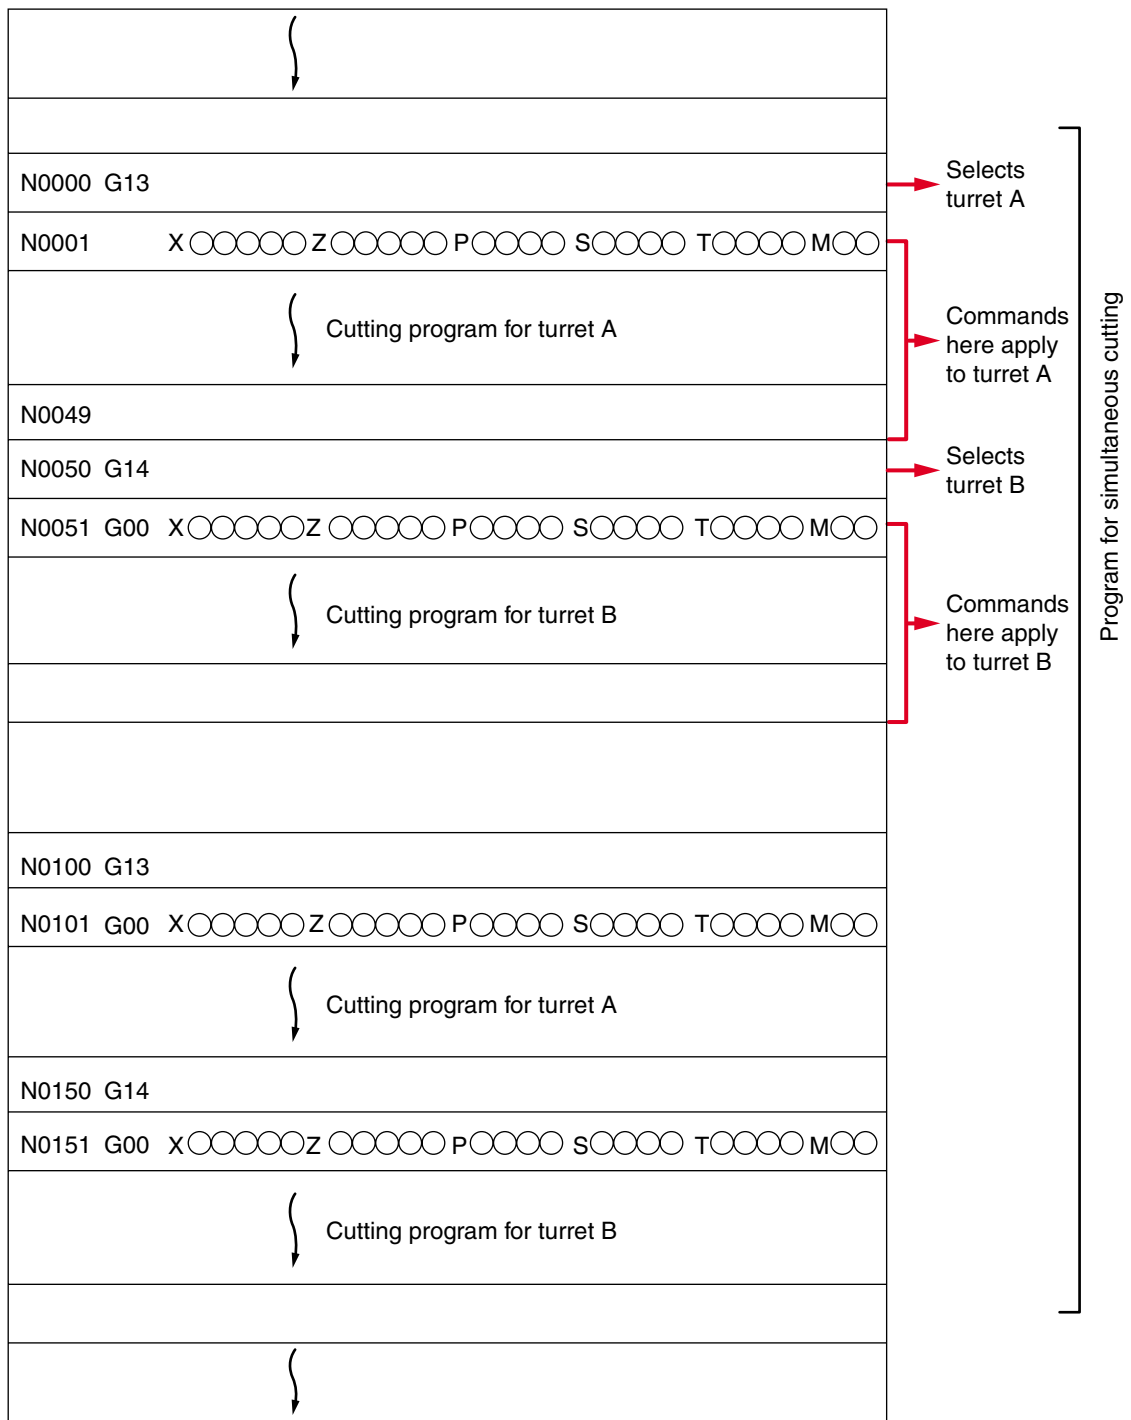 N0000 G13
Selects
turret A
N0001 X○○○○○ Z○○○○○ P○○○○ S○○○○ T○○○○ M○○
Cutting program for turret A
Commands
here apply
to turret A
N0049
N0050 G14
Selects
turret B
N0051 G00 X○○○○○ Z○○○○○ P○○○○ S○○○○ T○○○○ M○○
Cutting program for turret B
Commands
here apply
to turret B
N0100 G13
N0101 G00 X○○○○○ Z○○○○○ P○○○○ S○○○○ T○○○○ M○○
Cutting program for turret A
N0150 G14
N0151 G00 X○○○○○ Z○○○○○ P○○○○ S○○○○ T○○○○ M○○
Cutting program for turret B
Program for simultaneous cutting